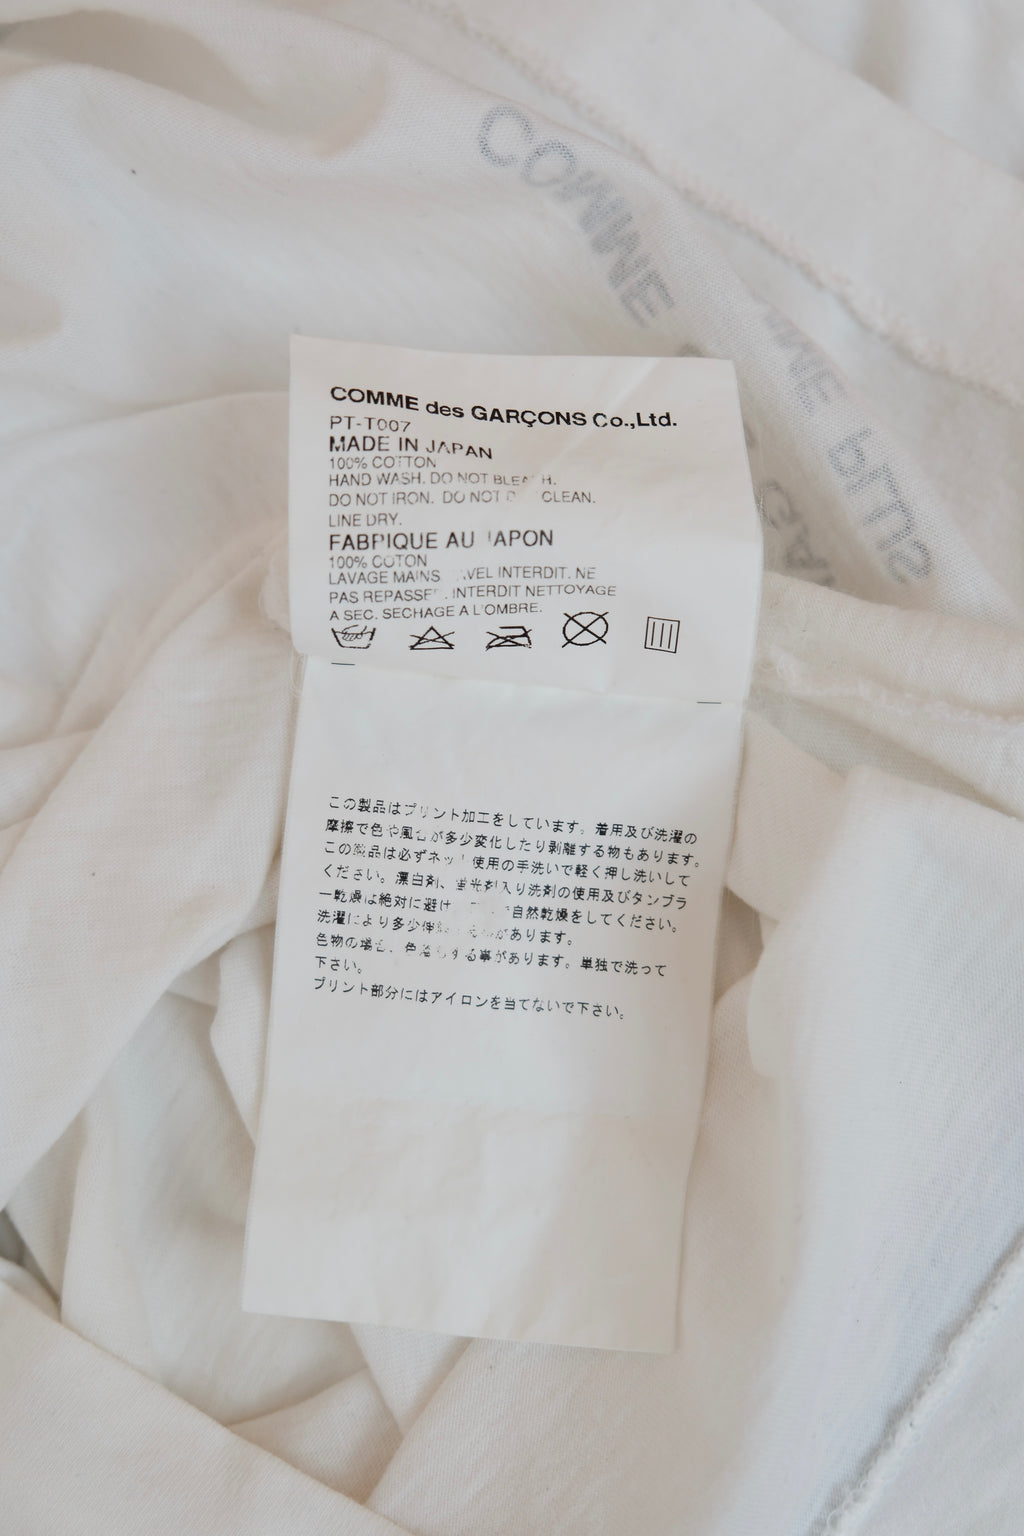 COMME
COMME des GARÇONS Co.,Ltd.
PT-T007
MADE IN JAPAN
100% COTTON
HAND WASH. DO NOT BLEACH.
DO NOT IRON. DO NOT CLEAN.
LINE DRY.
FABRIQUE AU JAPON
100% COTON
LAVAGE MAINS INTERDIT. NE
PAS REPASSER. INTERDIT NETTOYAGE
A SEC. SECHAGE A L'OMBRE.
この製品はプリント加工をしています。着用及び洗濯の
摩擦で色や風合が多少変化したり剥離する物もあります。
この製品は必ずネット使用の手洗いで軽く押し洗いして
ください。漂白剤、蛍光剤入り洗剤の使用及びタンブラ
ー乾燥は絶対に避け自然乾燥をしてください。
洗濯により多少伸があります。
色物の場合、色落ちする事があります。単独で洗って
下さい。
プリント部分にはアイロンを当てないで下さい。